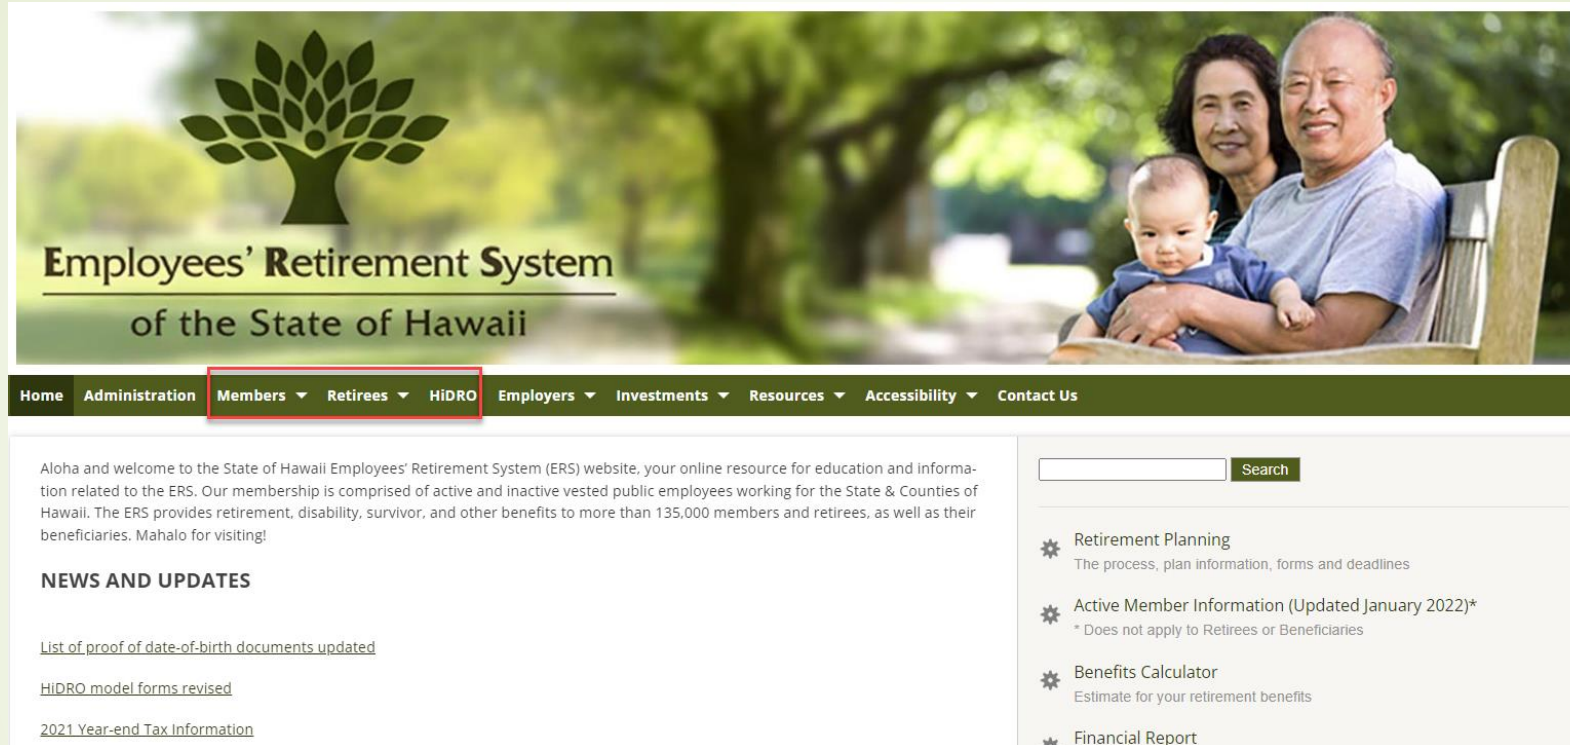 Employees' Retirement System
of the State of Hawaii
Home Administration Members Retirees HiDRO Employers Investments Resources Accessibility Contact Us
Aloha and welcome to the State of Hawaii Employees' Retirement System (ERS) website, your online resource for education and informa-
tion related to the ERS. Our membership is comprised of active and inactive vested public employees working for the State & Counties of
Hawaii. The ERS provides retirement, disability, survivor, and other benefits to more than 135,000 members and retirees, as well as their
beneficiaries. Mahalo for visiting!
NEWS AND UPDATES
List of proof of date-of-birth documents updated
HiDRO model forms revised
2021 Year-end Tax Information
Search
Retirement Planning
The process, plan information, forms and deadlines
Active Member Information (Updated January 2022)*
* Does not apply to Retirees or Beneficiaries
Benefits Calculator
Estimate for your retirement benefits
Financial Report